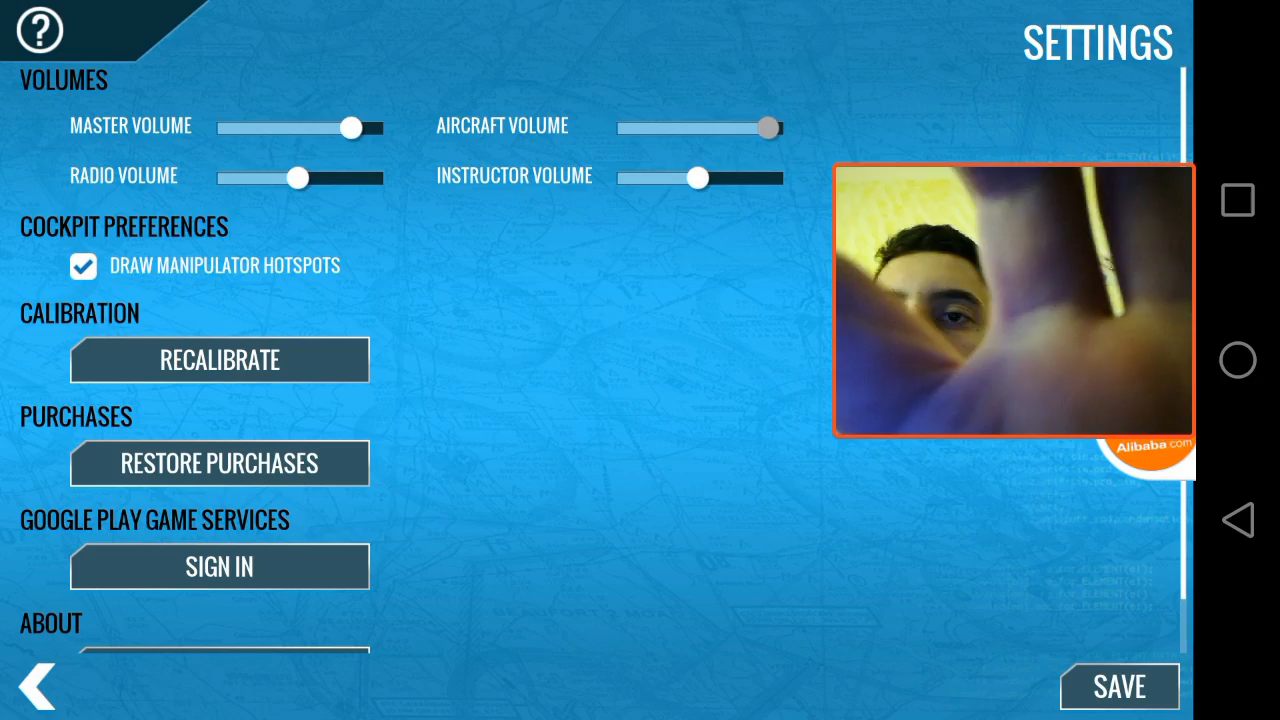 SETTINGS
VOLUMES
MASTER VOLUME
AIRCRAFT VOLUME
RADIO VOLUME
INSTRUCTOR VOLUME
COCKPIT PREFERENCES
DRAW MANIPULATOR HOTSPOTS
CALIBRATION
RECALIBRATE
PURCHASES
RESTORE PURCHASES
GOOGLE PLAY GAME SERVICES
SIGN IN
ABOUT
SAVE
Alibaba.com